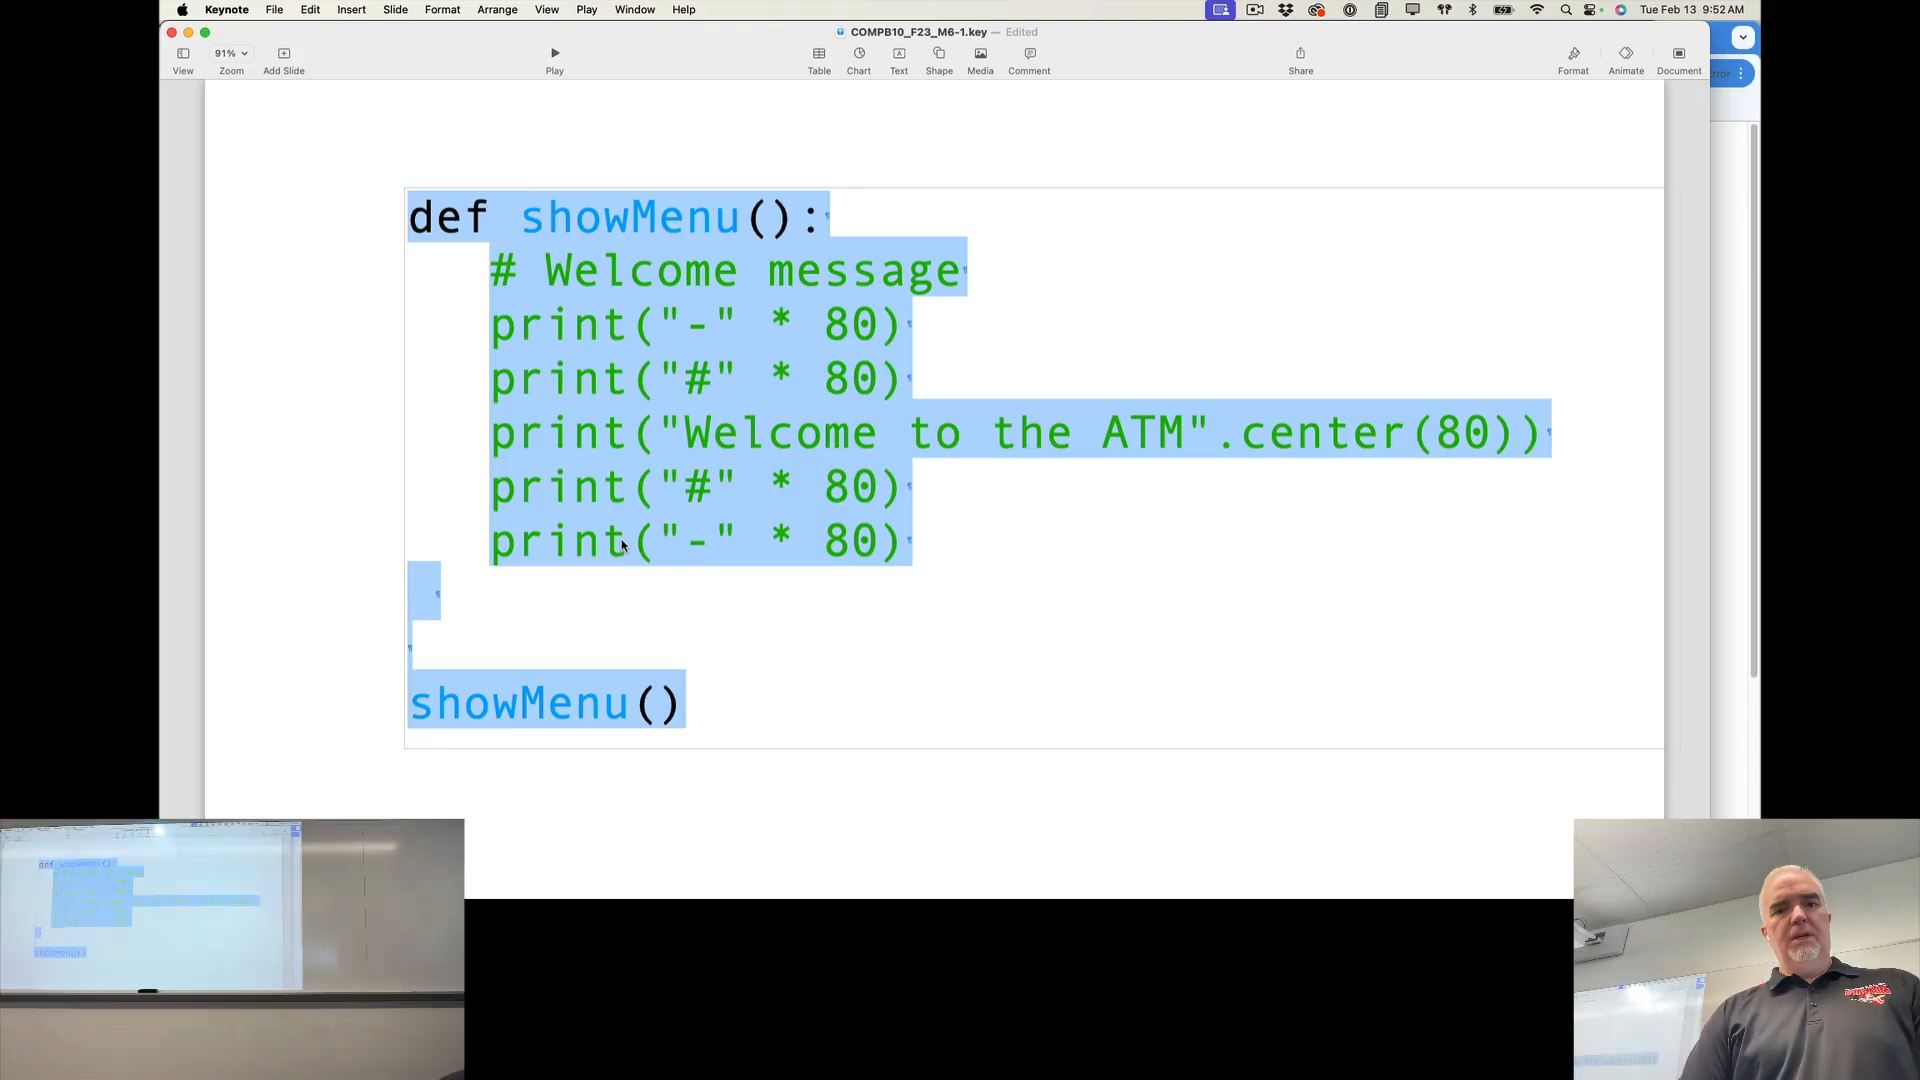 Keynote File Edit Insert Slide Format Arrange View Play Window Help Tue Feb 13 9:52 AM
COMPB10_F23_M6-1.key — Edited
91%
View Zoom Add Slide Play Table Chart Text Shape Media Comment Share Format Animate Document
def showMenu():
# Welcome message
print("-" * 80)
print("#" * 80)
print("Welcome to the ATM".center(80))
print("#" * 80)
print("-" * 80)
showMenu()
def showMenu():
showMenu()